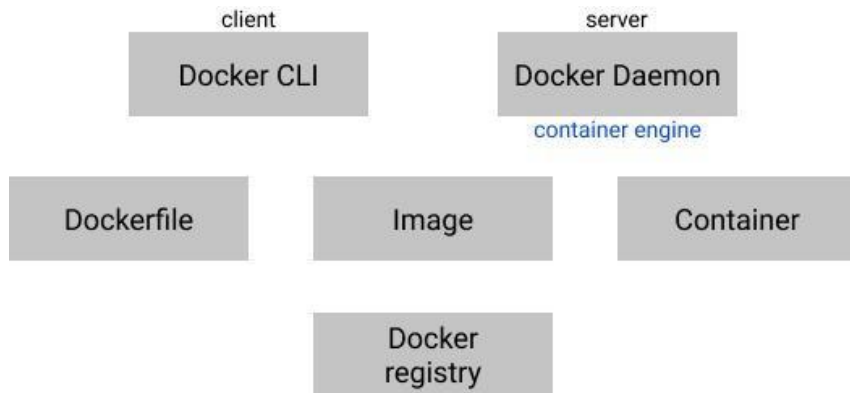 client
server
Docker CLI
Docker Daemon
container engine
Dockerfile
Image
Container
Docker
registry